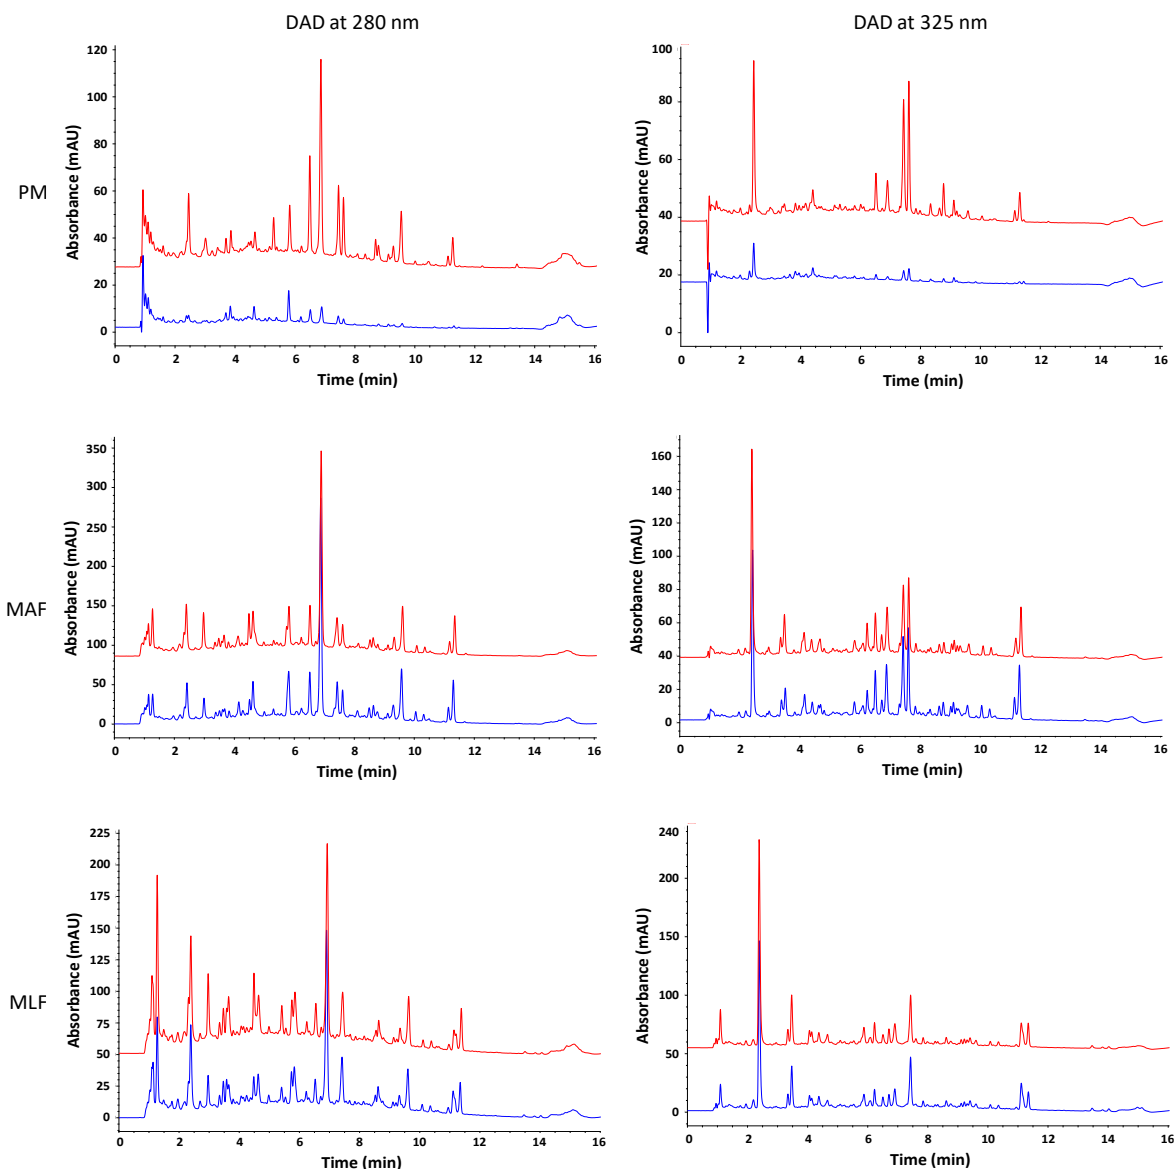 DAD at 280 nm
DAD at 325 nm
PM
Absorbance (mAU)
120
100
80
60
40
20
0
0 2 4 6 8 10 12 14 16
Time (min)
Absorbance (mAU)
100
80
60
40
20
0
0 2 4 6 8 10 12 14 16
Time (min)
MAF
Absorbance (mAU)
350
300
250
200
150
100
50
0
0 2 4 6 8 10 12 14 16
Time (min)
Absorbance (mAU)
160
140
120
100
80
60
40
20
0
0 2 4 6 8 10 12 14 16
Time (min)
MLF
Absorbance (mAU)
225
200
175
150
125
100
75
50
25
0
0 2 4 6 8 10 12 14 16
Time (min)
Absorbance (mAU)
240
200
150
100
50
0
0 2 4 6 8 10 12 14 16
Time (min)